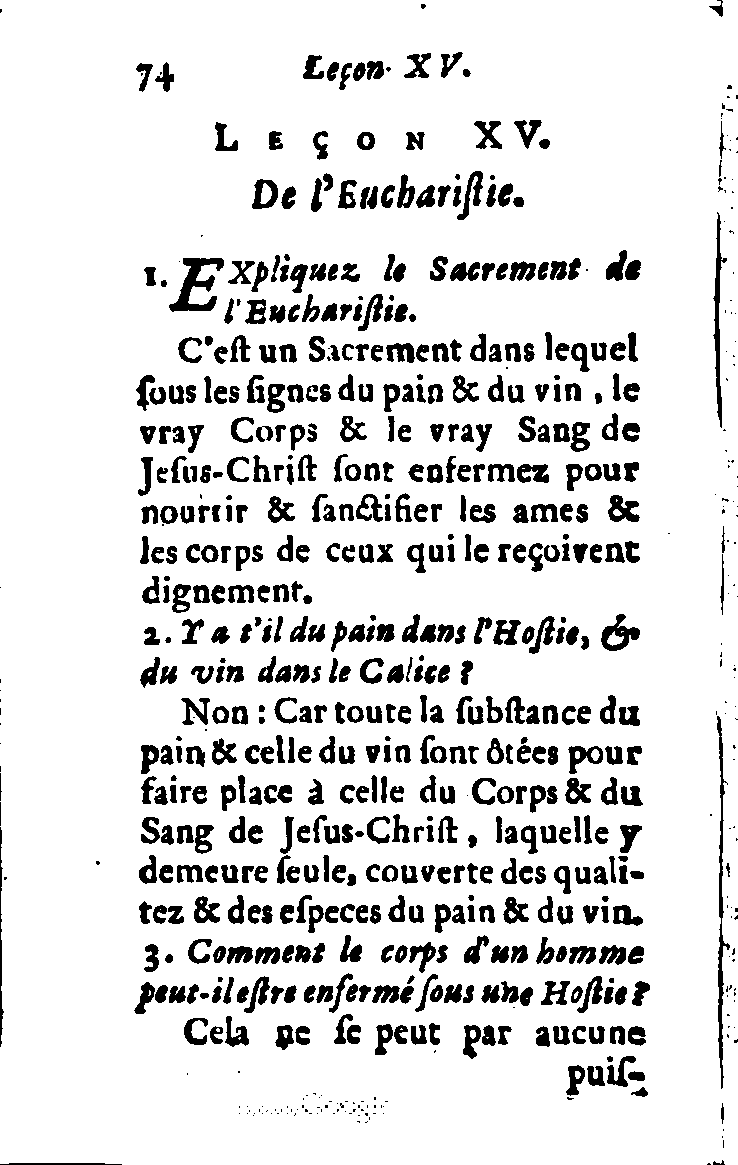 74 Leçon XV.
LEÇON XV.
De l'Euchariſtie.
1. EXpliquez le Sacrement de
l'Euchariſtie.
C'eſt un Sacrement dans lequel
ſous les ſignes du pain & du vin , le
vray Corps & le vray Sang de
Jeſus-Chriſt ſont enfermez pour
nourrir & ſanctifier les ames &
les corps de ceux qui le reçoivent
dignement.
2. Y a t'il du pain dans l'Hoſtie, &
du vin dans le Calice ?
Non : Car toute la ſubſtance du
pain & celle du vin ſont ôtées pour
faire place à celle du Corps & du
Sang de Jeſus-Chriſt , laquelle y
demeure ſeule, couverte des quali-
tez & des eſpeces du pain & du vin.
3. Comment le corps d'un homme
peut-il eſtre enfermé ſous une Hoſtie ?
Cela ne ſe peut par aucune
puiſ-
Google